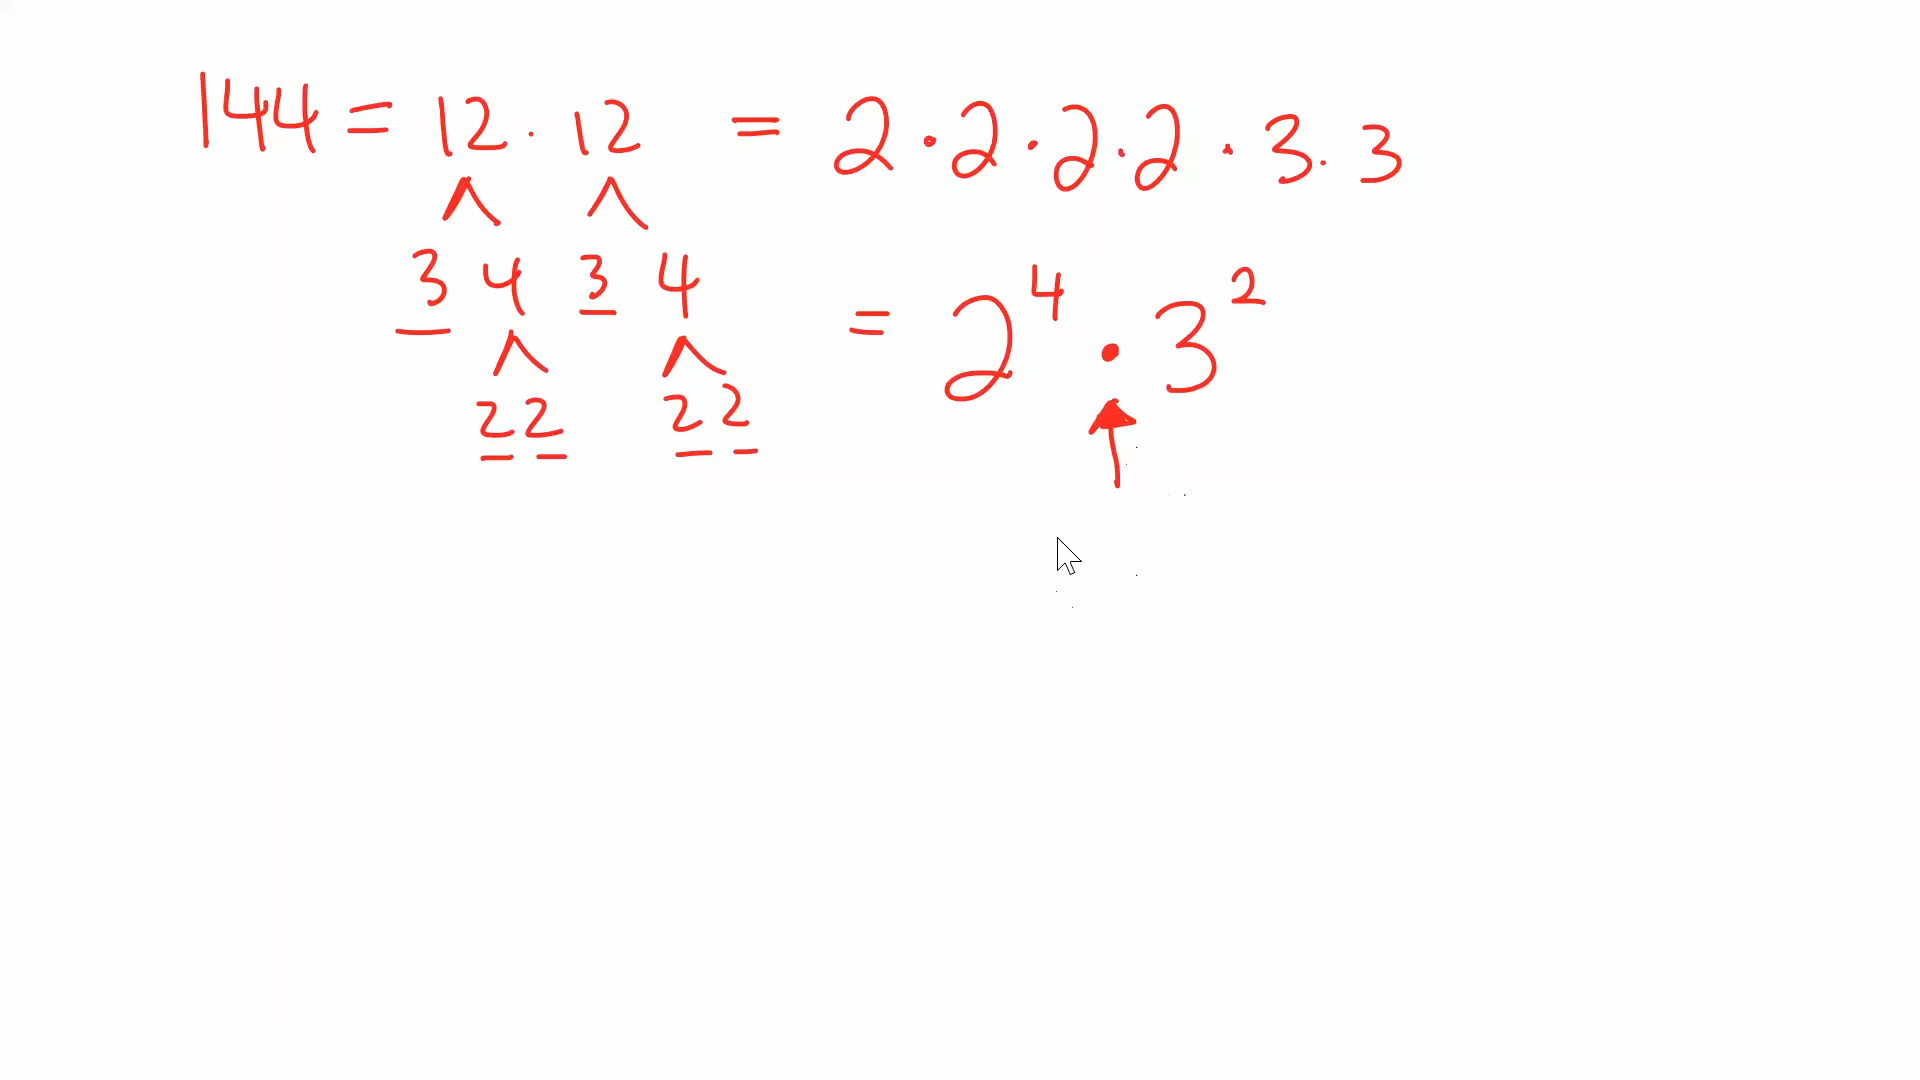 144 = 12 · 12 = 2 · 2 · 2 · 2 · 3 · 3
3 4 3 4
= 2⁴ · 3²
2 2 2 2